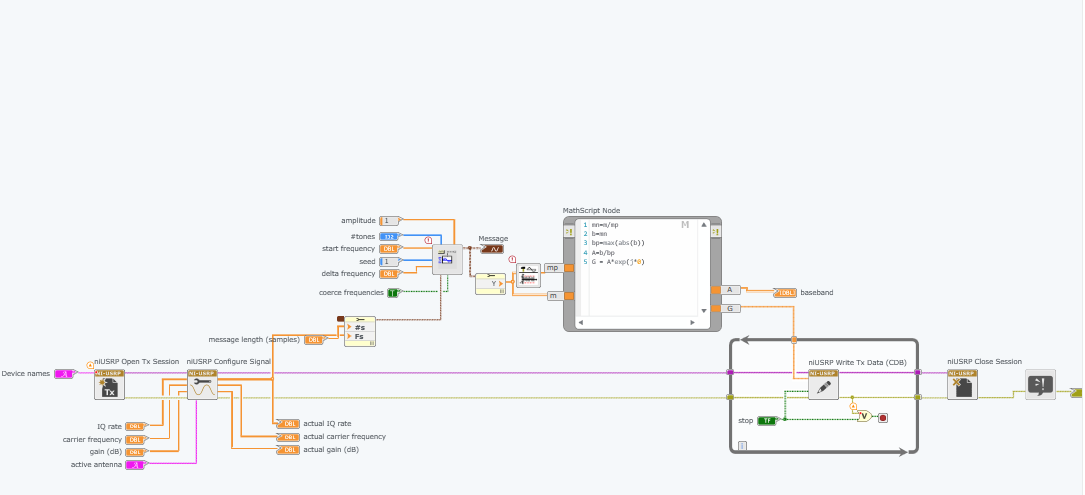 MathScript Node
amplitude
1
1 mn=m/mp
M
#tones
I32
2 b=mn
Message
start frequency
DBL
3 bp=max(abs(b))
seed
1
4 A=b/bp
delta frequency
DBL
5 G = A*exp(j*0)
mp
Y
coerce frequencies
T
m
A
DBL
baseband
G
#s
message length (samples)
DBL
Fs
niUSRP Open Tx Session
niUSRP Configure Signal
niUSRP Write Tx Data (CDB)
niUSRP Close Session
Device names
NI-USRP
NI-USRP
NI-USRP
NI-USRP
Tx
stop
TF
V
i
IQ rate
DBL
DBL
actual IQ rate
carrier frequency
DBL
DBL
actual carrier frequency
gain (dB)
DBL
DBL
actual gain (dB)
active antenna